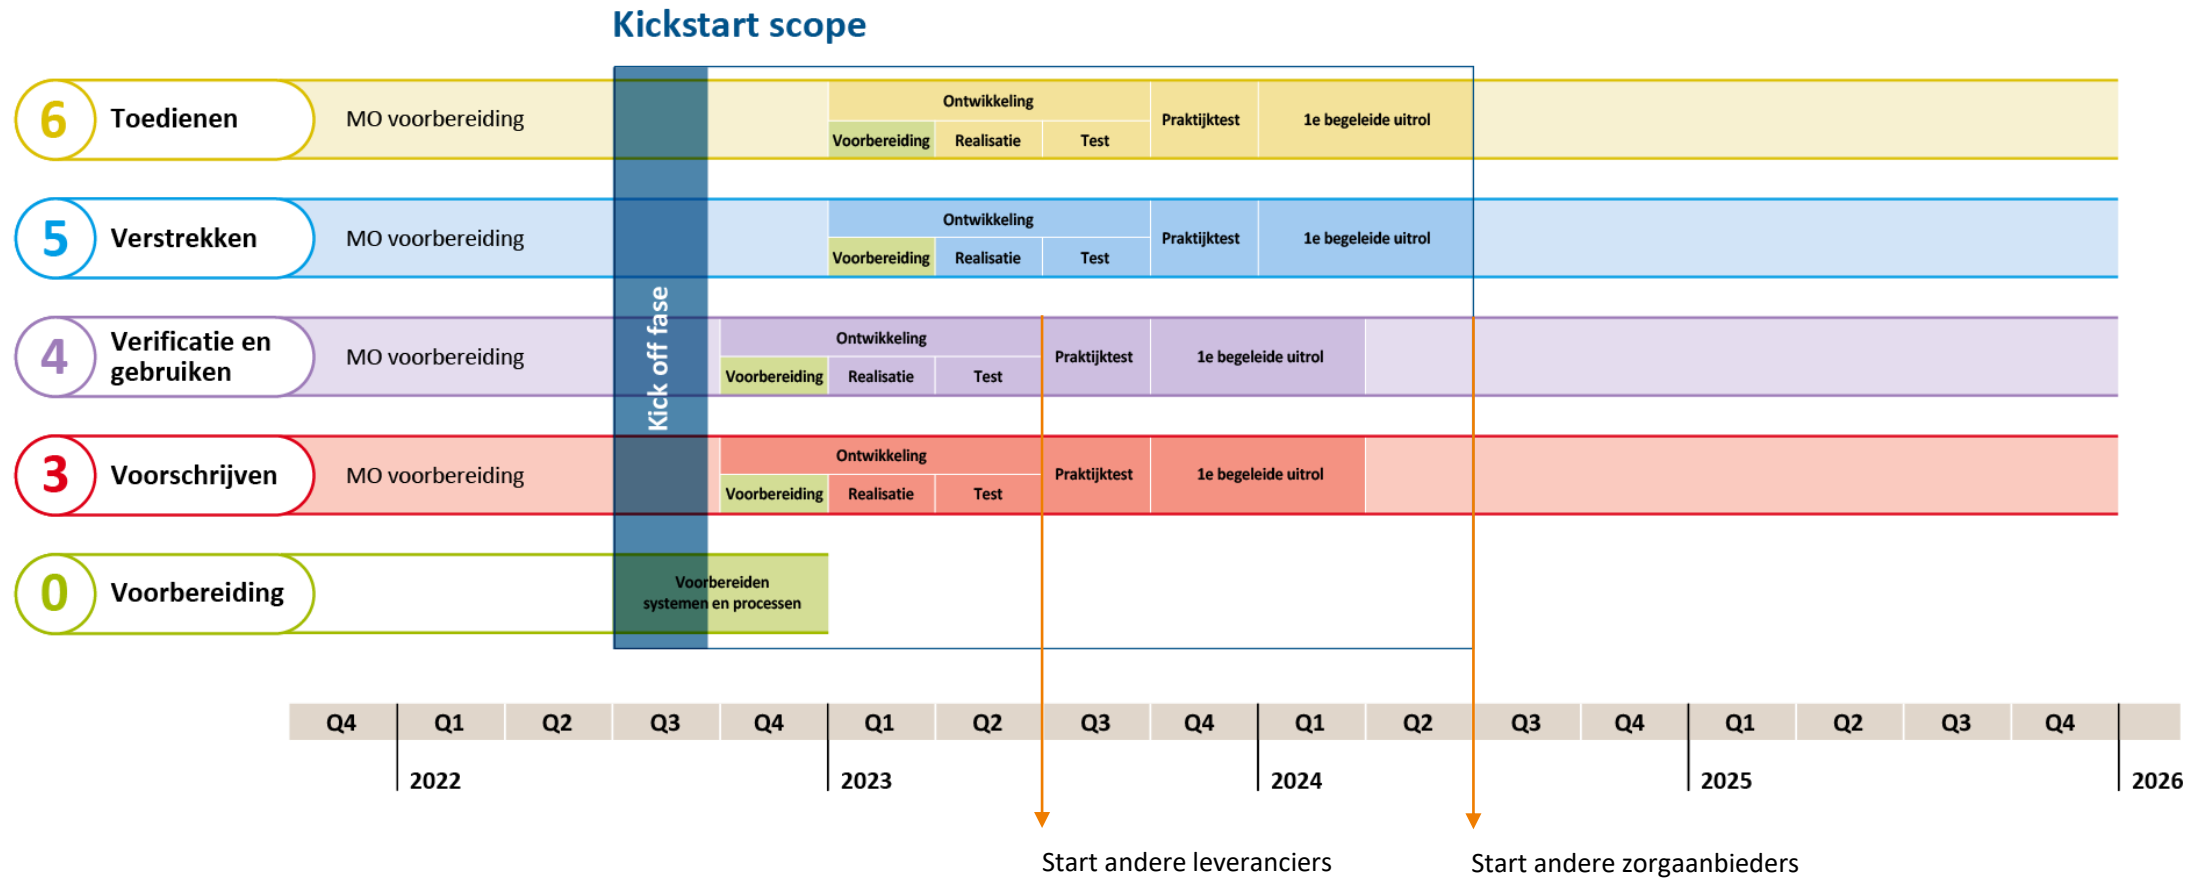 Kickstart scope
6
Toedienen
MO voorbereiding
Ontwikkeling
Voorbereiding
Realisatie
Test
Praktijktest
1e begeleide uitrol
5
Verstrekken
MO voorbereiding
Ontwikkeling
Voorbereiding
Realisatie
Test
Praktijktest
1e begeleide uitrol
Kick off fase
4
Verificatie en
gebruiken
MO voorbereiding
Ontwikkeling
Voorbereiding
Realisatie
Test
Praktijktest
1e begeleide uitrol
3
Voorschrijven
MO voorbereiding
Ontwikkeling
Voorbereiding
Realisatie
Test
Praktijktest
1e begeleide uitrol
0
Voorbereiding
Voorbereiden
systemen en processen
Q4 Q1 Q2 Q3 Q4 Q1 Q2 Q3 Q4 Q1 Q2 Q3 Q4 Q1 Q2 Q3 Q4
2022 2023 2024 2025 2026
Start andere leveranciers
Start andere zorgaanbieders